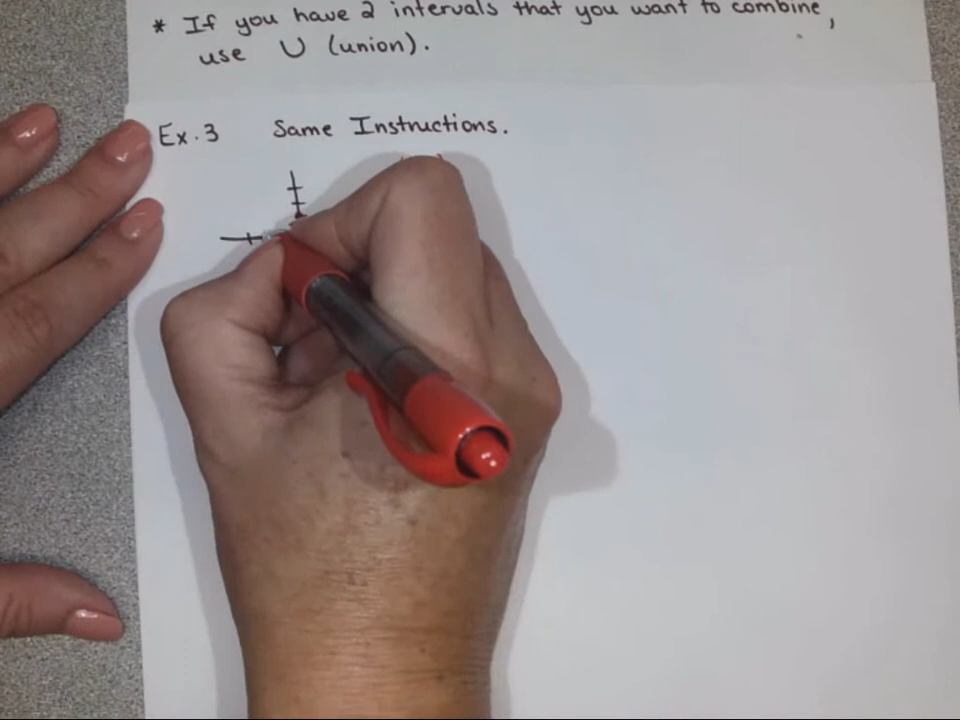 * If you have 2 intervals that you want to combine,
use ∪ (union).
Ex. 3 Same Instructions.